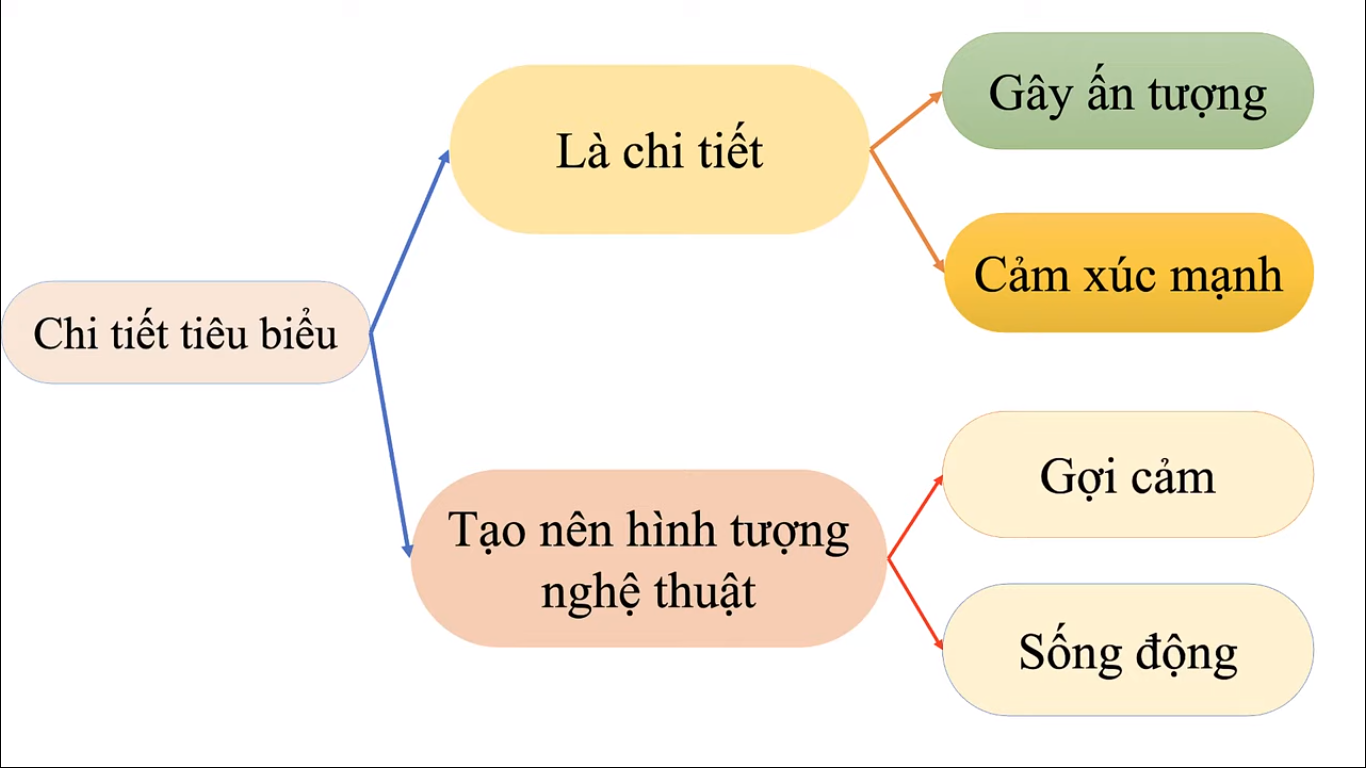 Chi tiết tiêu biểu
Là chi tiết
Gây ấn tượng
Cảm xúc mạnh
Tạo nên hình tượng
nghệ thuật
Gợi cảm
Sống động